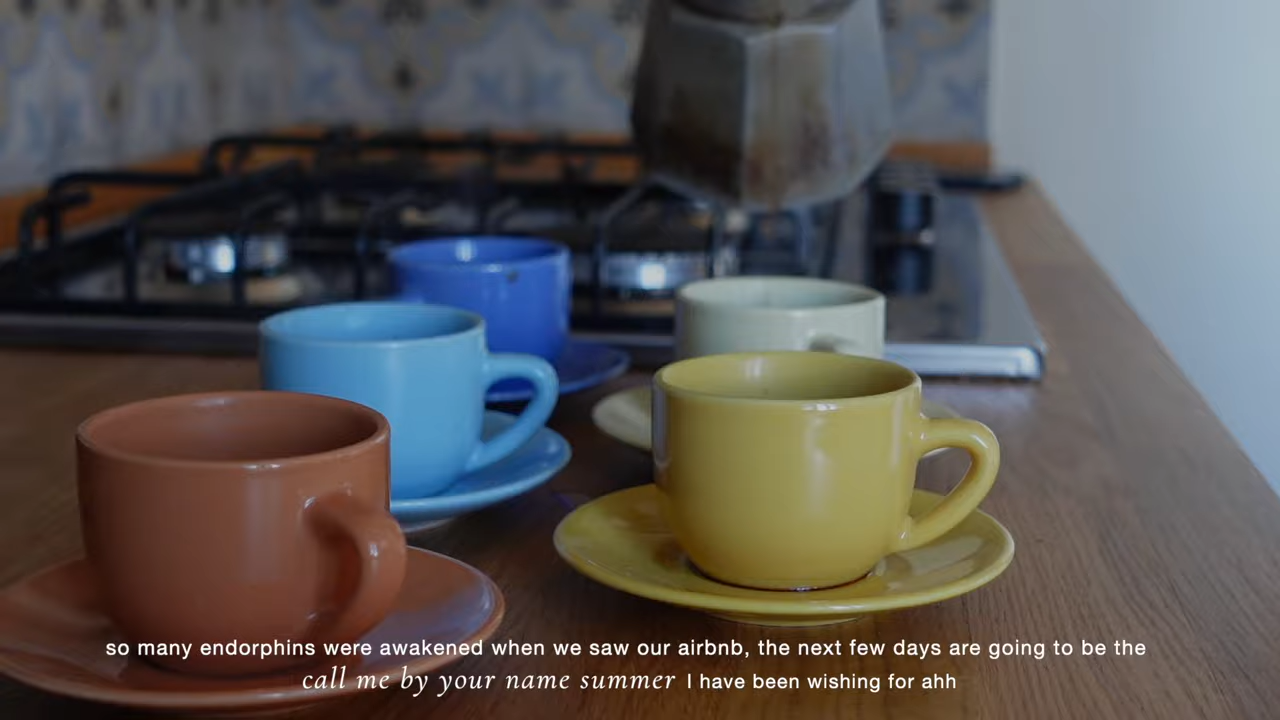 so many endorphins were awakened when we saw our airbnb, the next few days are going to be the
call me by your name summer I have been wishing for ahh